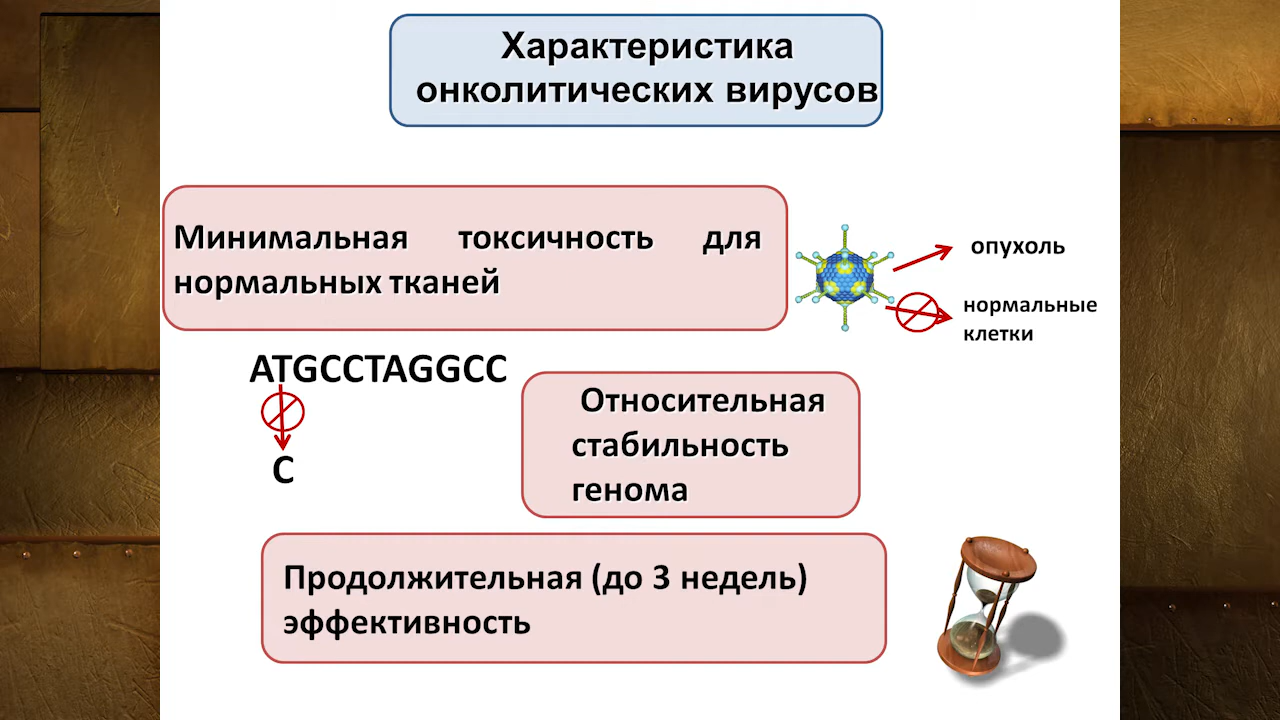 Характеристика
онколитических вирусов
Минимальная токсичность для
нормальных тканей
опухоль
нормальные
клетки
ATGCCTAGGCC
C
Относительная
стабильность
генома
Продолжительная (до 3 недель)
эффективность